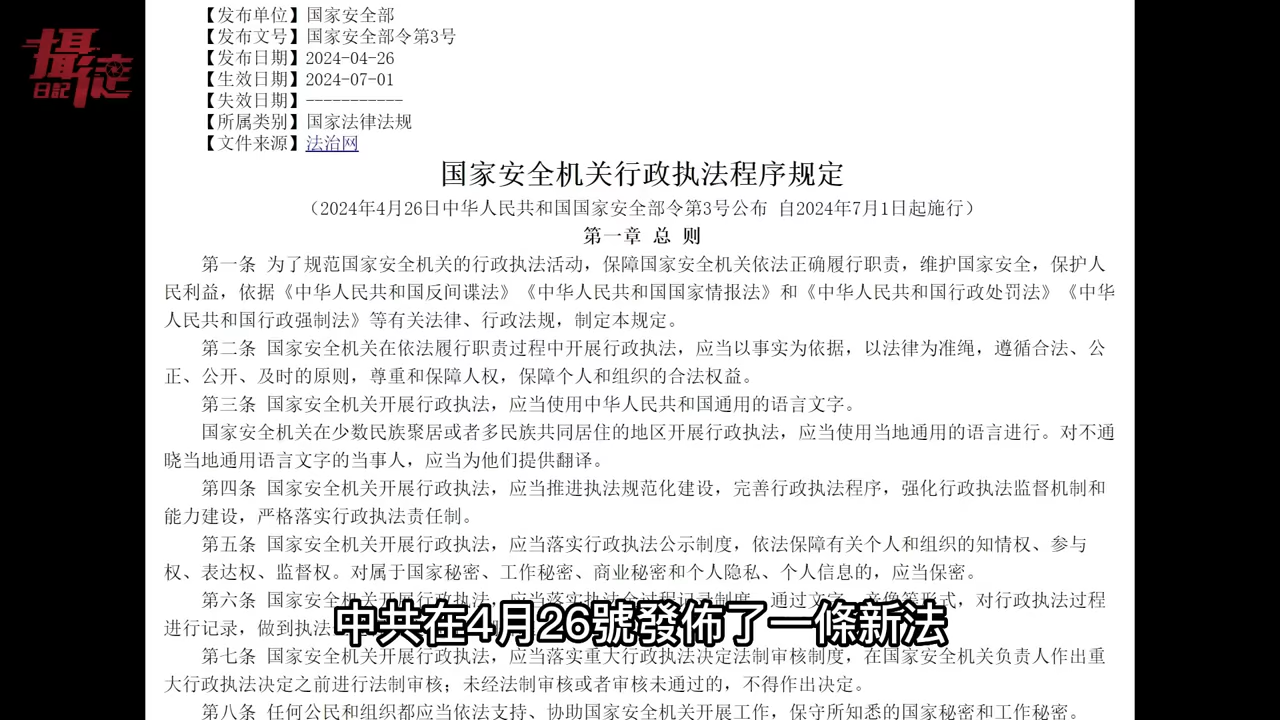 攝徒
日記
【发布单位】国家安全部
【发布文号】国家安全部令第3号
【发布日期】2024-04-26
【生效日期】2024-07-01
【失效日期】-----------
【所属类别】国家法律法规
【文件来源】法治网
国家安全机关行政执法程序规定
（2024年4月26日中华人民共和国国家安全部令第3号公布 自2024年7月1日起施行）
第一章 总 则
第一条 为了规范国家安全机关的行政执法活动，保障国家安全机关依法正确履行职责，维护国家安全，保护人
民利益，依据《中华人民共和国反间谍法》《中华人民共和国国家情报法》和《中华人民共和国行政处罚法》《中华
人民共和国行政强制法》等有关法律、行政法规，制定本规定。
第二条 国家安全机关在依法履行职责过程中开展行政执法，应当以事实为依据，以法律为准绳，遵循合法、公
正、公开、及时的原则，尊重和保障人权，保障个人和组织的合法权益。
第三条 国家安全机关开展行政执法，应当使用中华人民共和国通用的语言文字。
国家安全机关在少数民族聚居或者多民族共同居住的地区开展行政执法，应当使用当地通用的语言进行。对不通
晓当地通用语言文字的当事人，应当为他们提供翻译。
第四条 国家安全机关开展行政执法，应当推进执法规范化建设，完善行政执法程序，强化行政执法监督机制和
能力建设，严格落实行政执法责任制。
第五条 国家安全机关开展行政执法，应当落实行政执法公示制度，依法保障有关个人和组织的知情权、参与
权、表达权、监督权。对属于国家秘密、工作秘密、商业秘密和个人隐私、个人信息的，应当保密。
第六条 国家安全机关开展行政执法，应当落实执法全过程记录制度，通过文字、音像等形式，对行政执法过程
进行记录，做到执法
中共在4月26號發佈了一條新法
第七条 国家安全机关开展行政执法，应当落实重大行政执法决定法制审核制度，在国家安全机关负责人作出重
大行政执法决定之前进行法制审核；未经法制审核或者审核未通过的，不得作出决定。
第八条 任何公民和组织都应当依法支持、协助国家安全机关开展工作，保守所知悉的国家秘密和工作秘密。